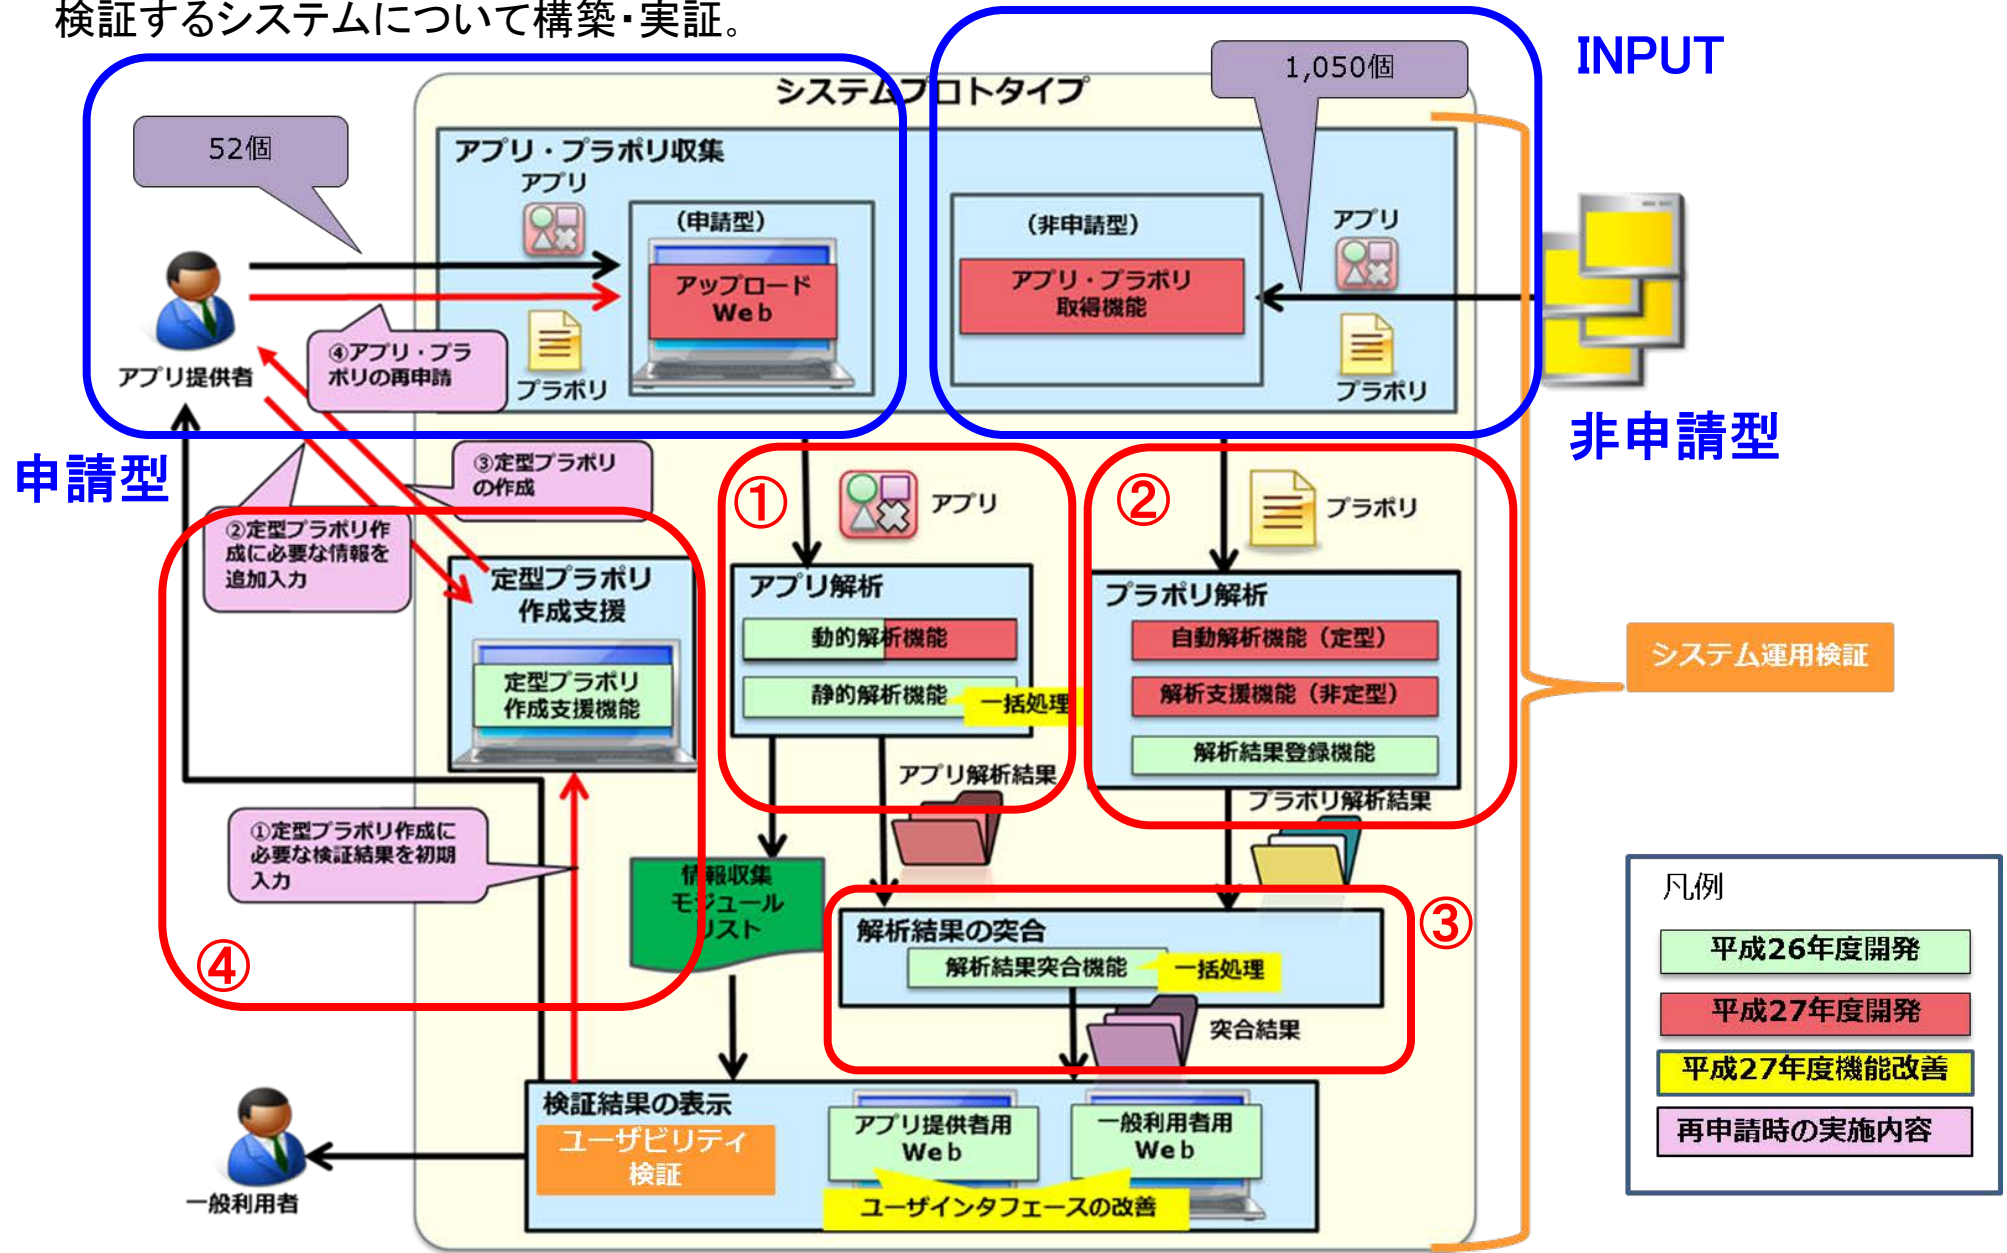 検証するシステムについて構築・実証。
INPUT
1,050個
システムプロトタイプ
52個
アプリ・プラポリ収集
アプリ
(申請型)
アップロード
Web
プラポリ
(非申請型)
アプリ・プラポリ
取得機能
アプリ
プラポリ
アプリ提供者
④アプリ・プラ
ポリの再申請
申請型
非申請型
③定型プラポリ
の作成
②定型プラポリ作
成に必要な情報を
追加入力
①
アプリ
②
プラポリ
定型プラポリ
作成支援
定型プラポリ
作成支援機能
アプリ解析
動的解析機能
静的解析機能
一括処理
プラポリ解析
自動解析機能(定型)
解析支援機能(非定型)
解析結果登録機能
システム運用検証
アプリ解析結果
プラポリ解析結果
①定型プラポリ作成に
必要な検証結果を初期
入力
情報収集
モジュール
リスト
④
解析結果の突合
解析結果突合機能
一括処理
③
突合結果
凡例
平成26年度開発
平成27年度開発
平成27年度機能改善
再申請時の実施内容
検証結果の表示
ユーザビリティ
検証
アプリ提供者用
Web
一般利用者用
Web
ユーザインタフェースの改善
一般利用者